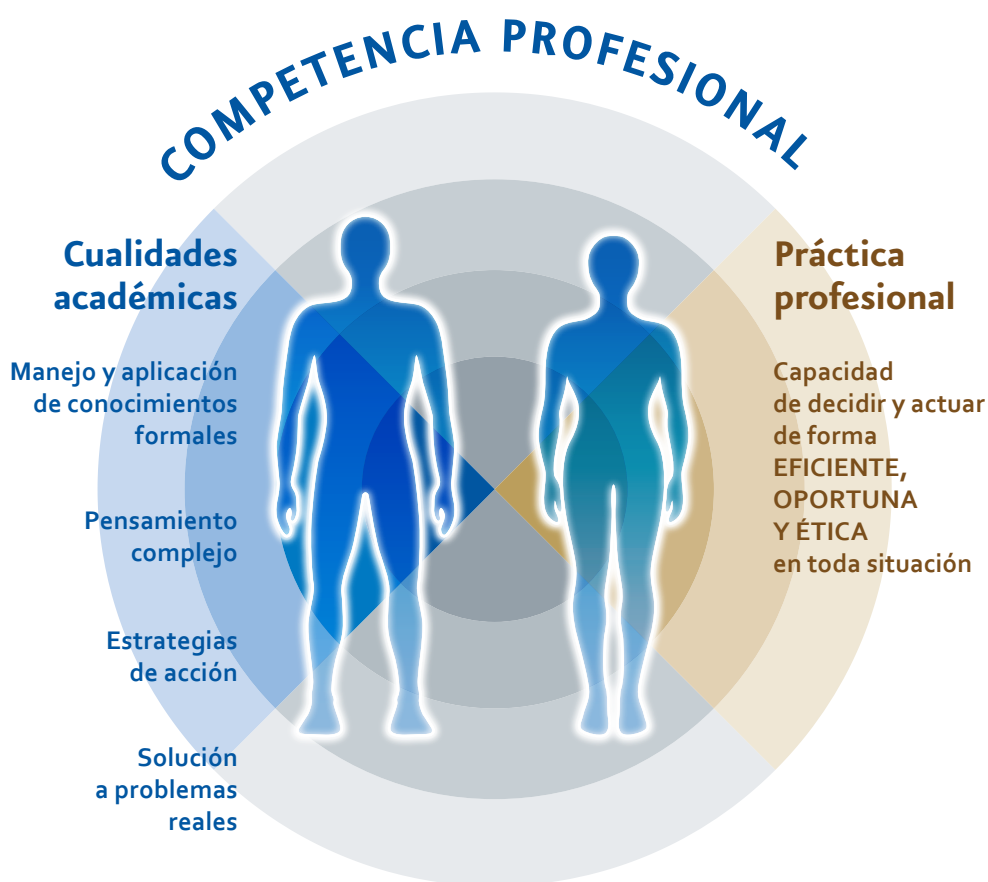 COMPETENCIA PROFESIONAL
Cualidades
académicas
Manejo y aplicación
de conocimientos
formales
Pensamiento
complejo
Estrategias
de acción
Solución
a problemas
reales
Práctica
profesional
Capacidad
de decidir y actuar
de forma
EFICIENTE,
OPORTUNA
Y ÉTICA
en toda situación